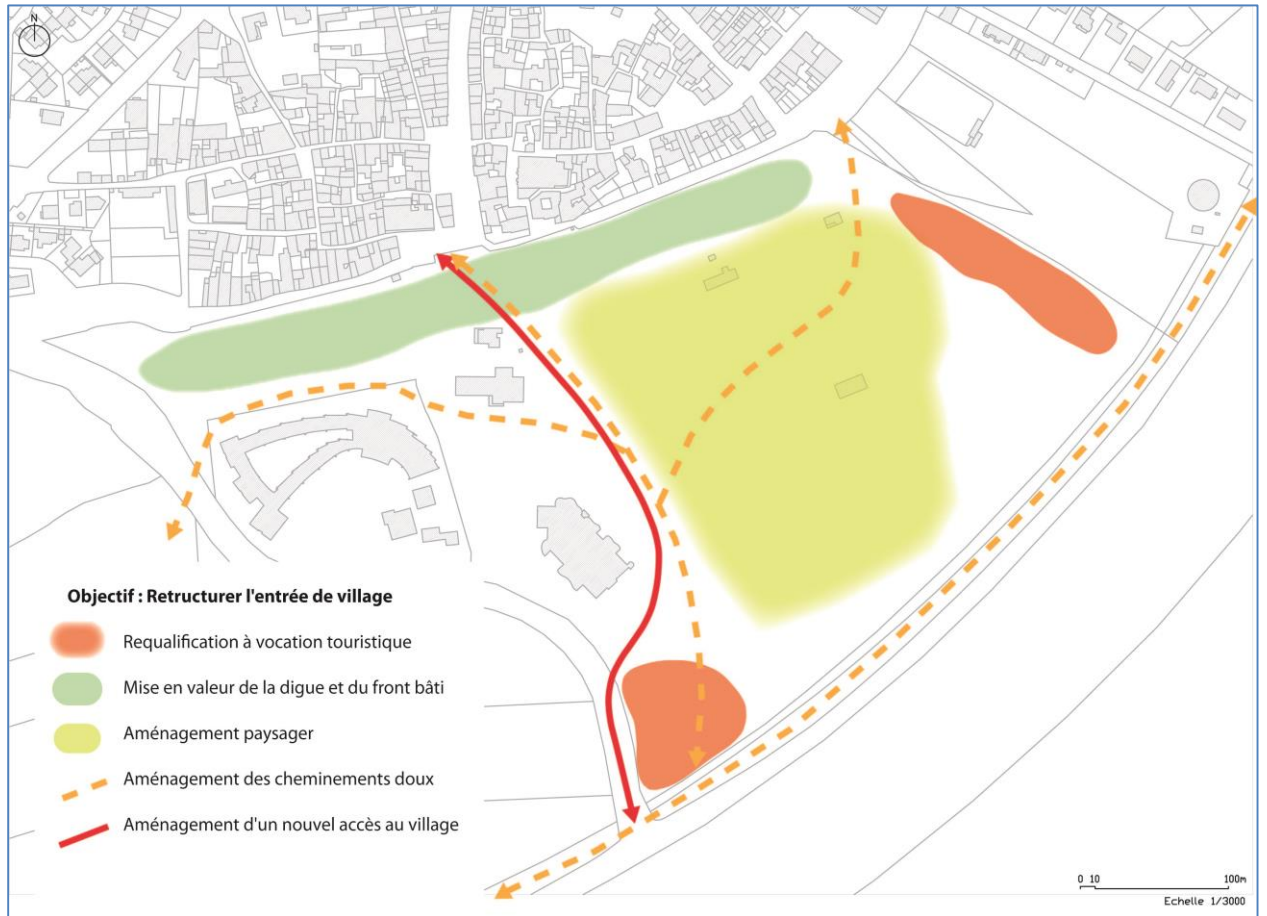 N
Objectif : Retructurer l'entrée de village
Requalification à vocation touristique
Mise en valeur de la digue et du front bâti
Aménagement paysager
Aménagement des cheminements doux
Aménagement d'un nouvel accès au village
0 10 100m
Echelle 1/3000